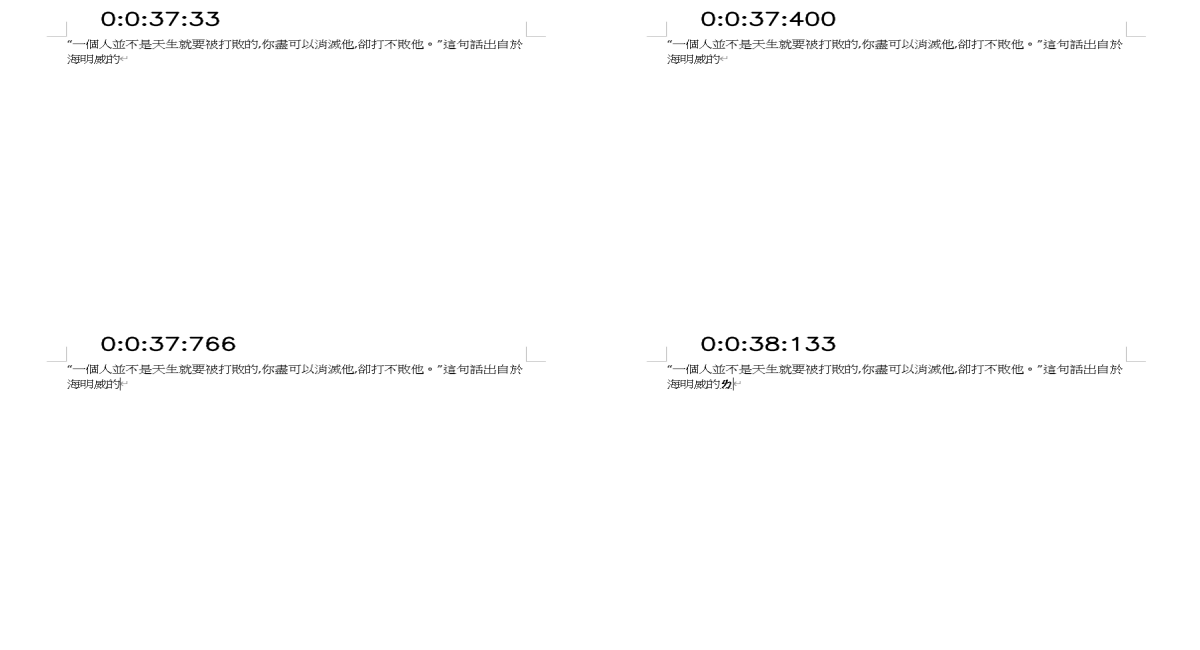 0:0:37:33
“一個人並不是天生就要被打敗的,你盡可以消滅他,卻打不敗他。”這句話出自於
海明威的
0:0:37:400
“一個人並不是天生就要被打敗的,你盡可以消滅他,卻打不敗他。”這句話出自於
海明威的
0:0:37:766
“一個人並不是天生就要被打敗的,你盡可以消滅他,卻打不敗他。”這句話出自於
海明威的
0:0:38:133
“一個人並不是天生就要被打敗的,你盡可以消滅他,卻打不敗他。”這句話出自於
海明威的ㄌ